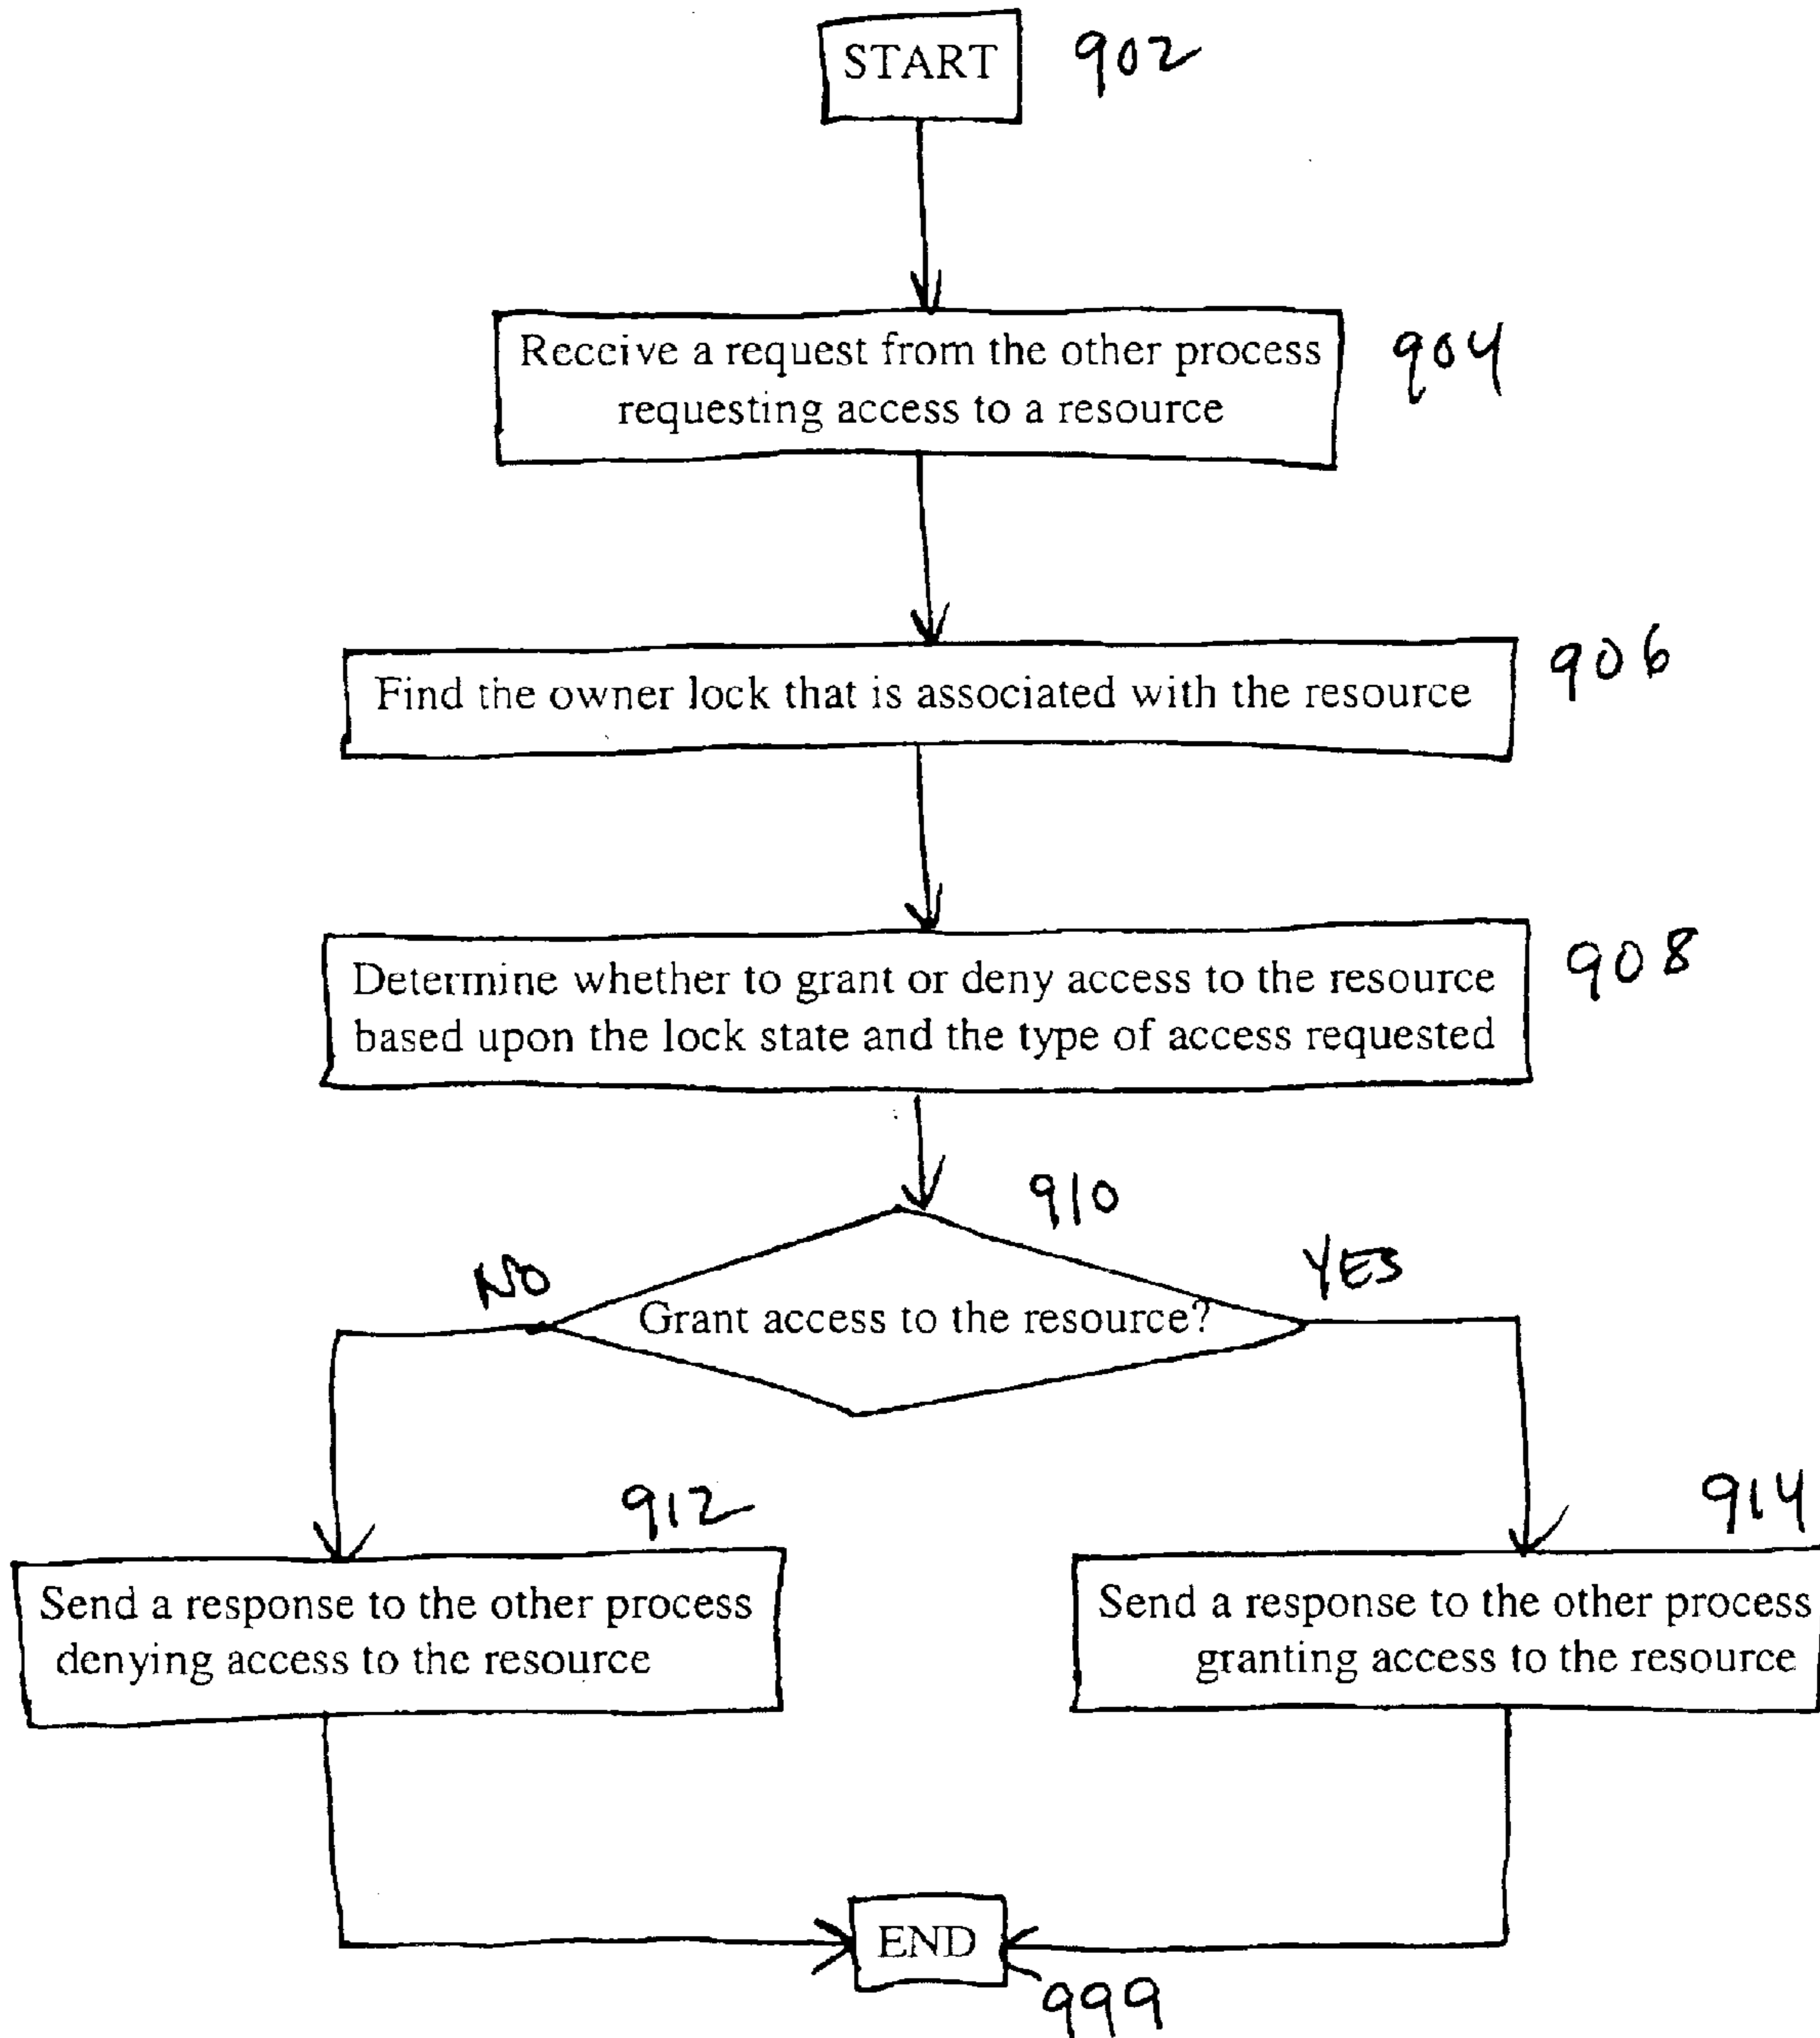 START
902
Receive a request from the other process
requesting access to a resource
904
Find the owner lock that is associated with the resource
906
Determine whether to grant or deny access to the resource
based upon the lock state and the type of access requested
908
910
NO
YES
Grant access to the resource?
912
914
Send a response to the other process
denying access to the resource
Send a response to the other process
granting access to the resource
END
999